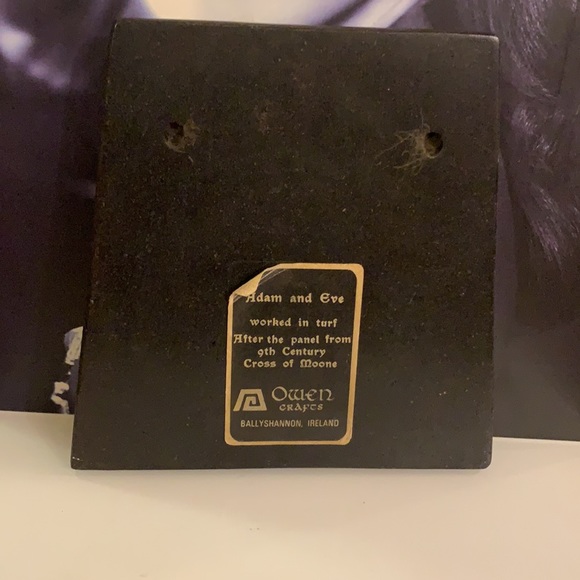 Adam and Eve
worked in turf
After the panel from
9th Century
Cross of Moone
Owen
CRAFTS
BALLYSHANNON, IRELAND